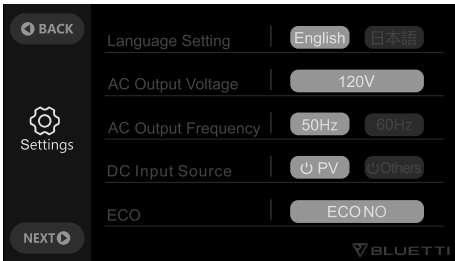 BACK
Language Setting English 日本語
AC Output Voltage 120V
AC Output Frequency 50Hz 60Hz
Settings
DC Input Source PV Others
ECO ECO NO
NEXT
BLUETTI